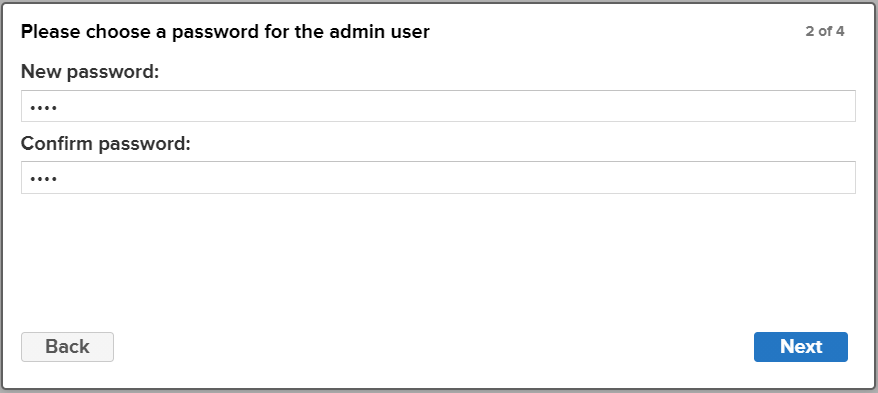 Please choose a password for the admin user
2 of 4
New password:
••••
Confirm password:
••••
Back
Next